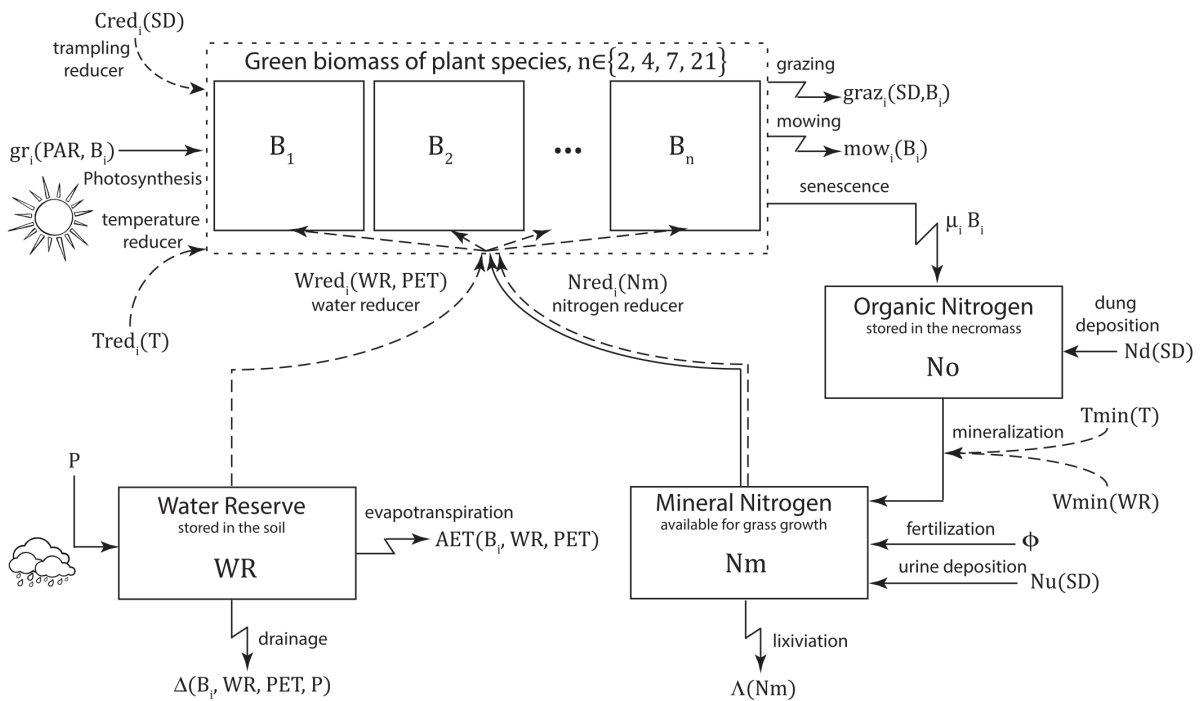 Cred_i(SD)
trampling
reducer
Green biomass of plant species, n∈{2, 4, 7, 21}
B_1
B_2
...
B_n
grazing
graz_i(SD,B_i)
mowing
mow_i(B_i)
gr_i(PAR, B_i)
Photosynthesis
temperature
reducer
Tred_i(T)
senescence
μ_i B_i
Wred_i(WR, PET)
water reducer
Nred_i(Nm)
nitrogen reducer
Organic Nitrogen
stored in the necromass
No
dung
deposition
Nd(SD)
mineralization
Tmin(T)
Wmin(WR)
P
Water Reserve
stored in the soil
WR
evapotranspiration
AET(B_i, WR, PET)
drainage
Δ(B_i, WR, PET, P)
Mineral Nitrogen
available for grass growth
Nm
fertilization
ϕ
urine deposition
Nu(SD)
lixiviation
Λ(Nm)